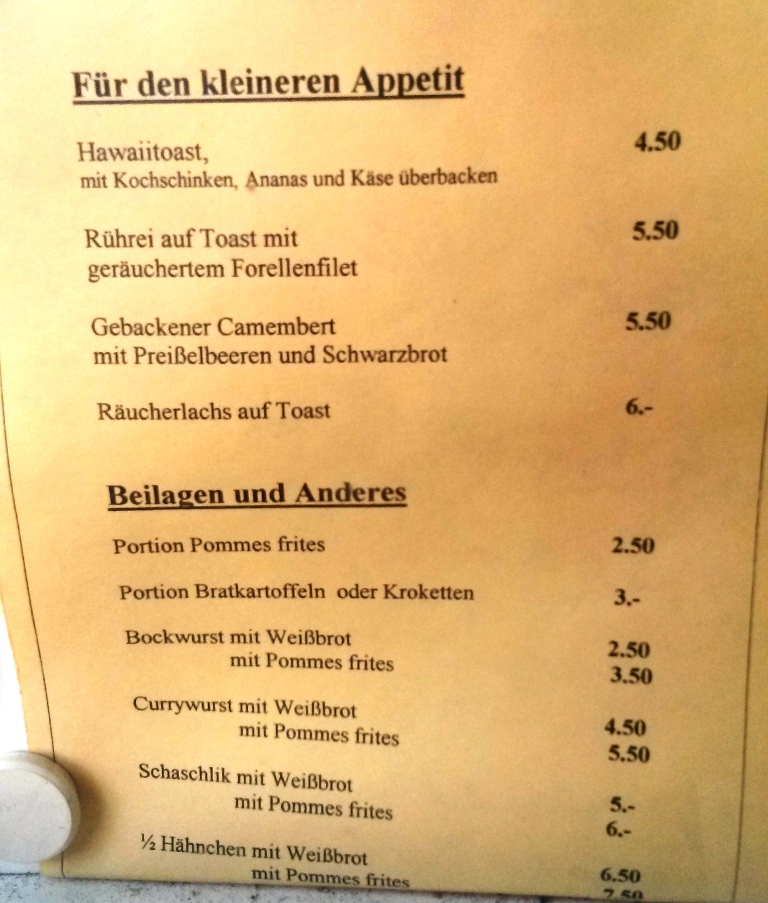 Für den kleineren Appetit
Hawaiitoast, 4.50
mit Kochschinken, Ananas und Käse überbacken
Rührei auf Toast mit 5.50
geräuchertem Forellenfilet
Gebackener Camembert 5.50
mit Preißelbeeren und Schwarzbrot
Räucherlachs auf Toast 6.-
Beilagen und Anderes
Portion Pommes frites 2.50
Portion Bratkartoffeln oder Kroketten 3.-
Bockwurst mit Weißbrot 2.50
mit Pommes frites 3.50
Currywurst mit Weißbrot 4.50
mit Pommes frites 5.50
Schaschlik mit Weißbrot 5.-
mit Pommes frites 6.-
½ Hähnchen mit Weißbrot 6.50
mit Pommes frites 7.50